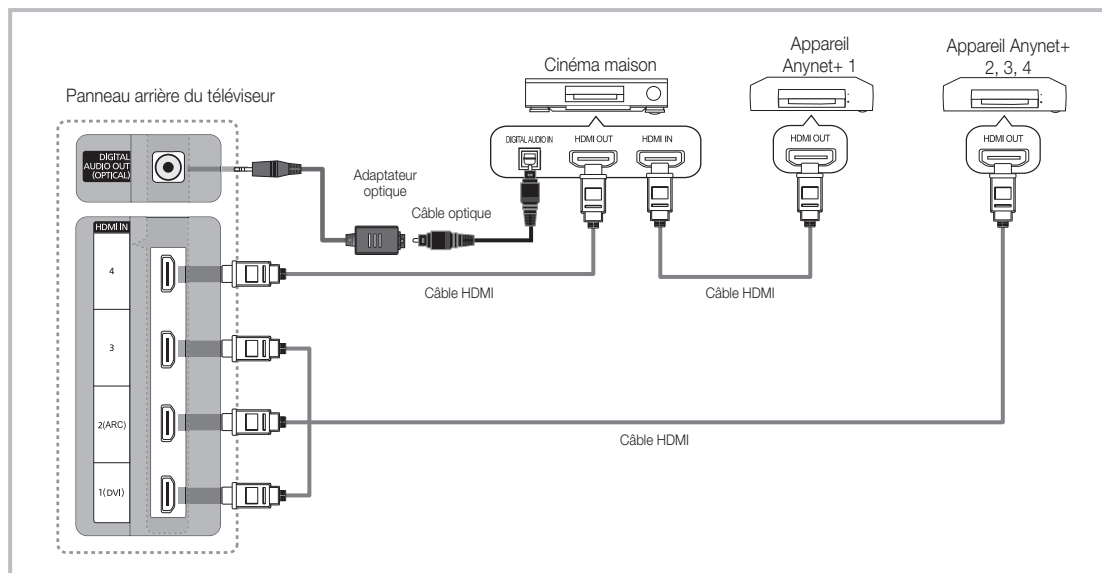 Panneau arrière du téléviseur
DIGITAL
AUDIO OUT
(OPTICAL)
HDMI IN
4
3
2(ARC)
1(DVI)
Adaptateur
optique
Câble optique
Cinéma maison
DIGITAL AUDIO IN
HDMI OUT
HDMI IN
Appareil
Anynet+ 1
HDMI OUT
Appareil Anynet+
2, 3, 4
HDMI OUT
Câble HDMI
Câble HDMI
Câble HDMI